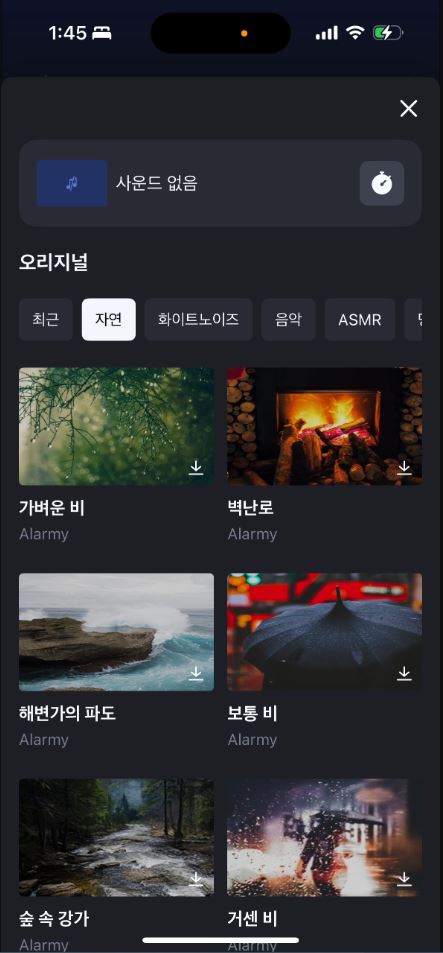 1:45
사운드 없음
오리지널
최근 자연 화이트노이즈 음악 ASMR
가벼운 비 벽난로
Alarmy Alarmy
해변가의 파도 보통 비
Alarmy Alarmy
숲 속 강가 거센 비
Alarmy Alarmy